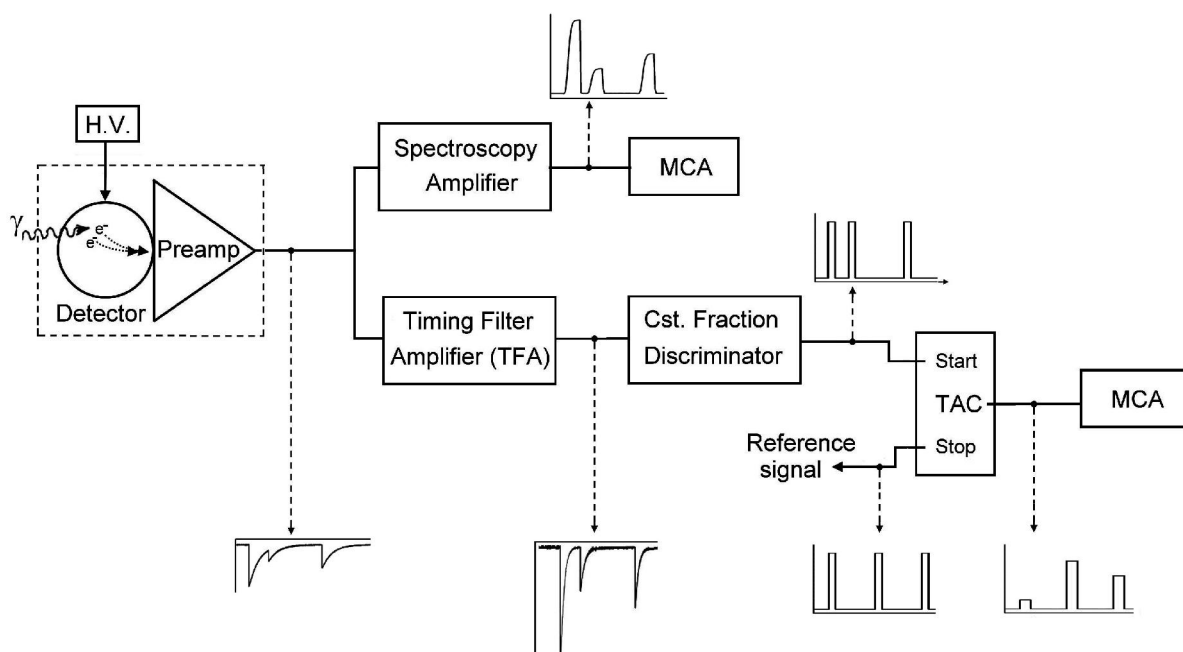 H.V.
γ
e⁻
e⁻
Preamp
Detector
Spectroscopy
Amplifier
MCA
Timing Filter
Amplifier (TFA)
Cst. Fraction
Discriminator
Start
TAC
Stop
MCA
Reference
signal